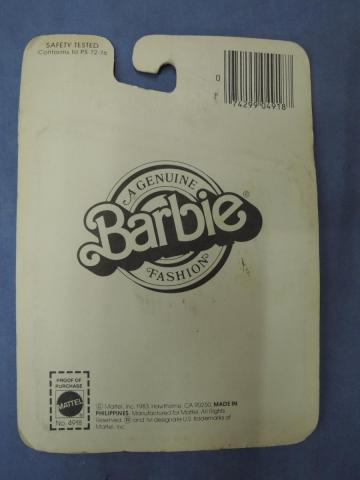 SAFETY TESTED
Conforms to PS 72-76
0
74299 04918
A GENUINE
Barbie®
FASHION
PROOF OF
PURCHASE
MATTEL
No. 4918
© Mattel, Inc. 1983, Hawthorne, CA 90250. MADE IN
PHILIPPINES. Manufactured for Mattel. All Rights
Reserved. ® and TM designate U.S. trademarks of
Mattel, Inc.